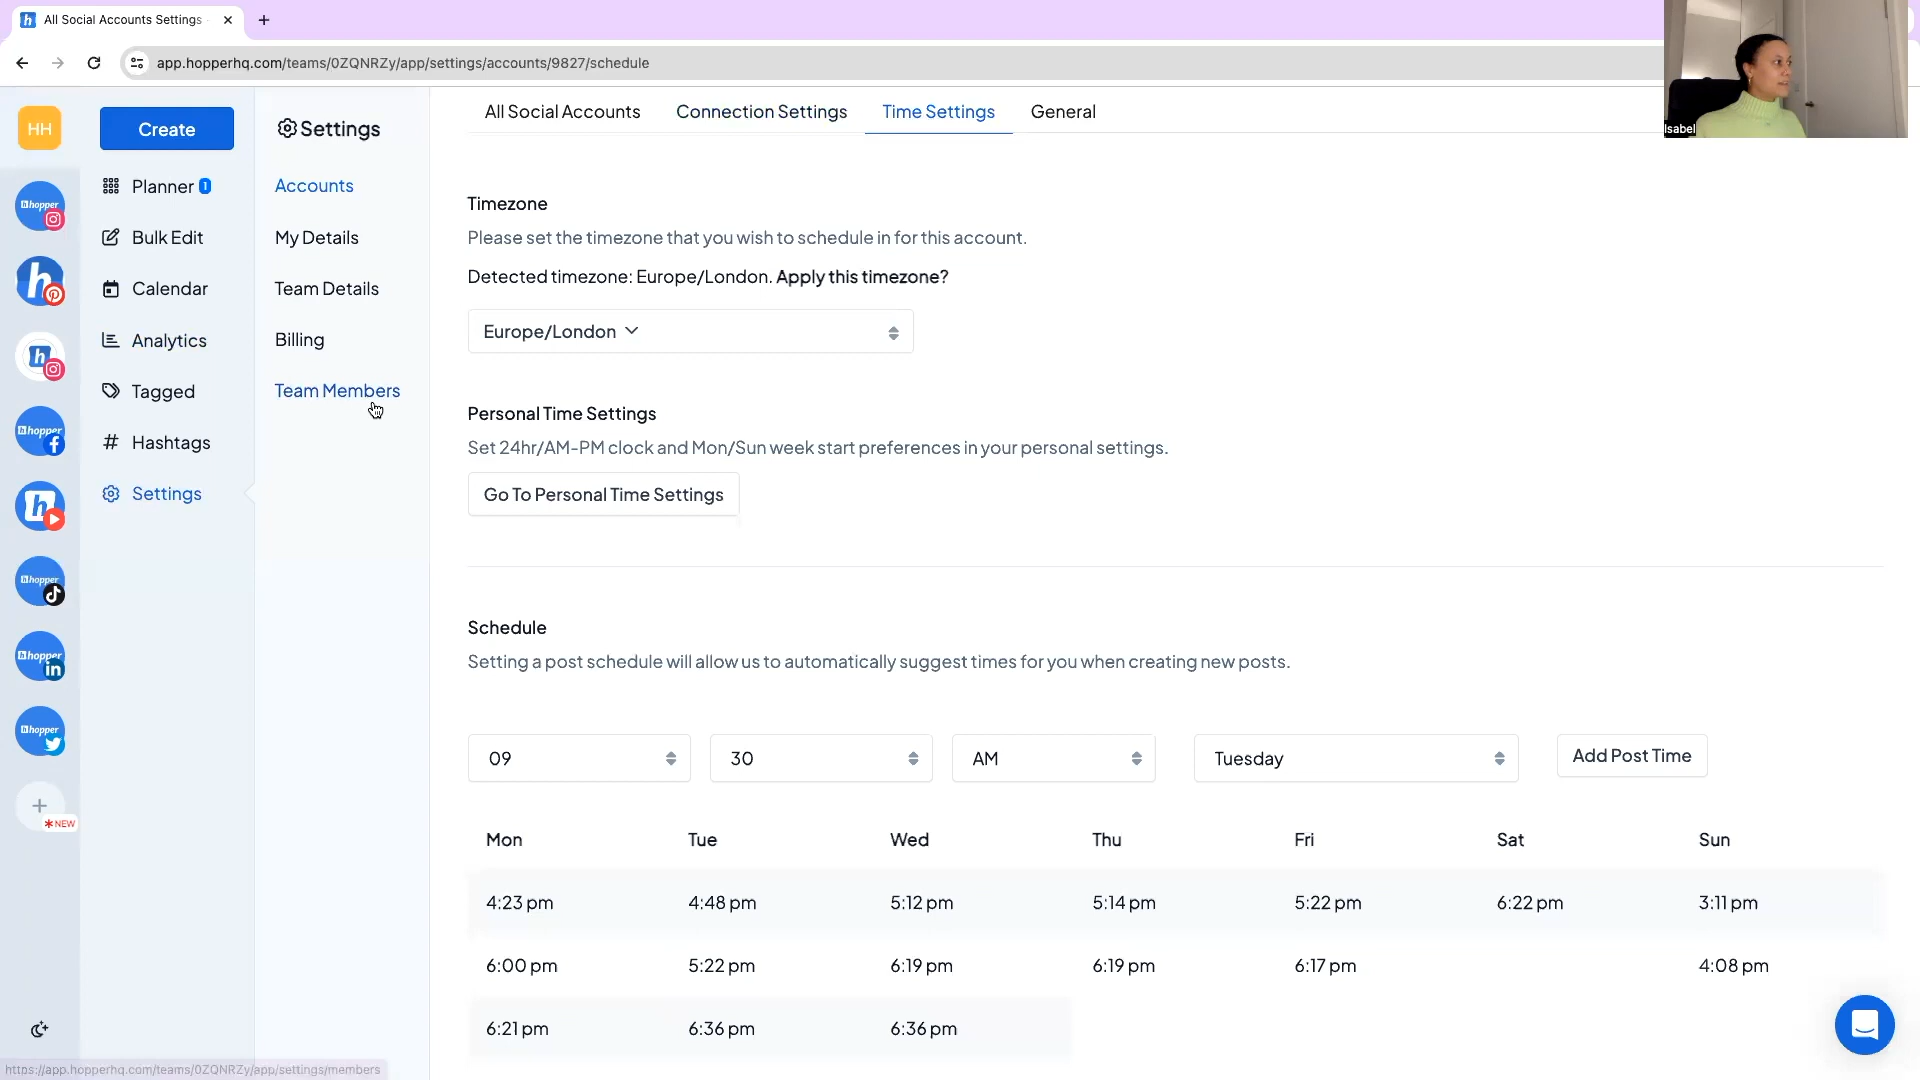 All Social Accounts Settings
app.hopperhq.com/teams/0ZQNRZy/app/settings/accounts/9827/schedule
Isabel
HH
Create
Planner 1
Bulk Edit
Calendar
Analytics
Tagged
# Hashtags
Settings
hopper
h
h
hopper
h
hopper
hopper
hopper
+
*NEW
Settings
Accounts
My Details
Team Details
Billing
Team Members
All Social Accounts Connection Settings Time Settings General
Timezone
Please set the timezone that you wish to schedule in for this account.
Detected timezone: Europe/London. Apply this timezone?
Europe/London
Personal Time Settings
Set 24hr/AM-PM clock and Mon/Sun week start preferences in your personal settings.
Go To Personal Time Settings
Schedule
Setting a post schedule will allow us to automatically suggest times for you when creating new posts.
09 30 AM Tuesday Add Post Time
Mon Tue Wed Thu Fri Sat Sun
4:23 pm 4:48 pm 5:12 pm 5:14 pm 5:22 pm 6:22 pm 3:11 pm
6:00 pm 5:22 pm 6:19 pm 6:19 pm 6:17 pm 4:08 pm
6:21 pm 6:36 pm 6:36 pm
https://app.hopperhq.com/teams/0ZQNRZy/app/settings/members